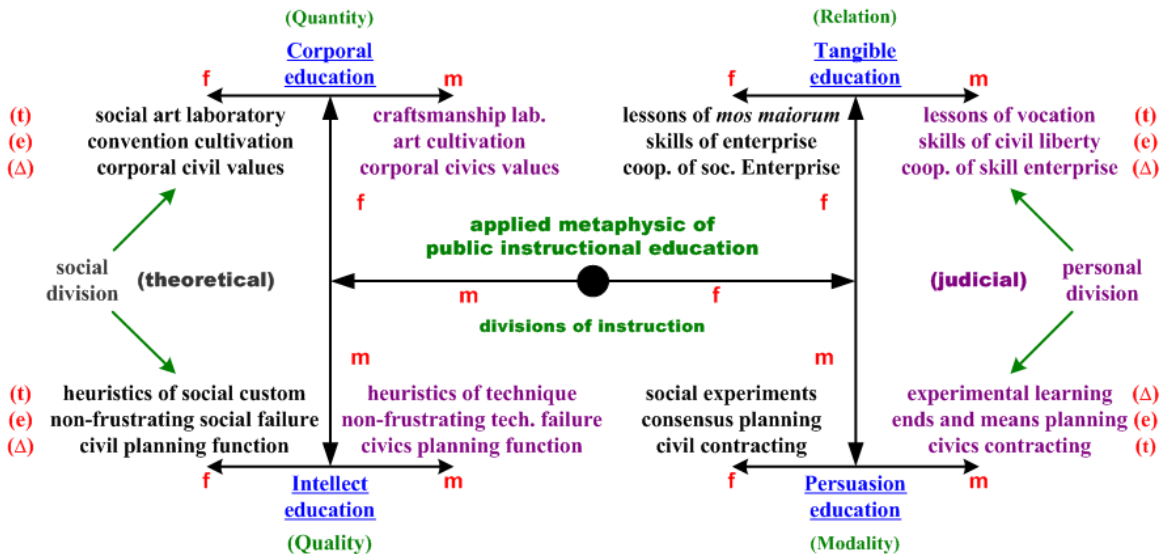 (Quantity)
(Relation)
Corporal
education
Tangible
education
f
m
f
m
(t)
social art laboratory
craftsmanship lab.
lessons of mos maiorum
lessons of vocation
(t)
(e)
convention cultivation
art cultivation
skills of enterprise
skills of civil liberty
(e)
(Δ)
corporal civil values
corporal civics values
coop. of soc. Enterprise
coop. of skill enterprise
(Δ)
f
f
applied metaphysic of
public instructional education
social
division
(theoretical)
(judicial)
personal
division
m
f
divisions of instruction
m
m
(t)
heuristics of social custom
heuristics of technique
social experiments
experimental learning
(Δ)
(e)
non-frustrating social failure
non-frustrating tech. failure
consensus planning
ends and means planning
(e)
(Δ)
civil planning function
civics planning function
civil contracting
civics contracting
(t)
f
m
f
m
Intellect
education
Persuasion
education
(Quality)
(Modality)